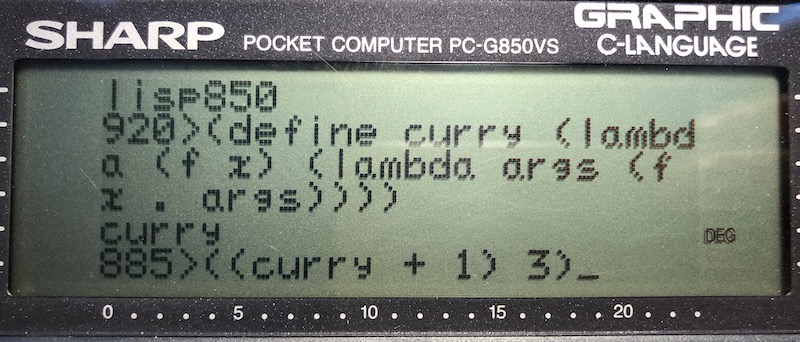 SHARP POCKET COMPUTER PC-G850VS GRAPHIC
C-LANGUAGE
lisp850
920>(define curry (lambd
a (f x) (lambda args (f
x . args))))
curry
DEG
885>((curry + 1) 3)_
0 . . . . 5 . . . . 10 . . . . 15 . . . . 20 . . .